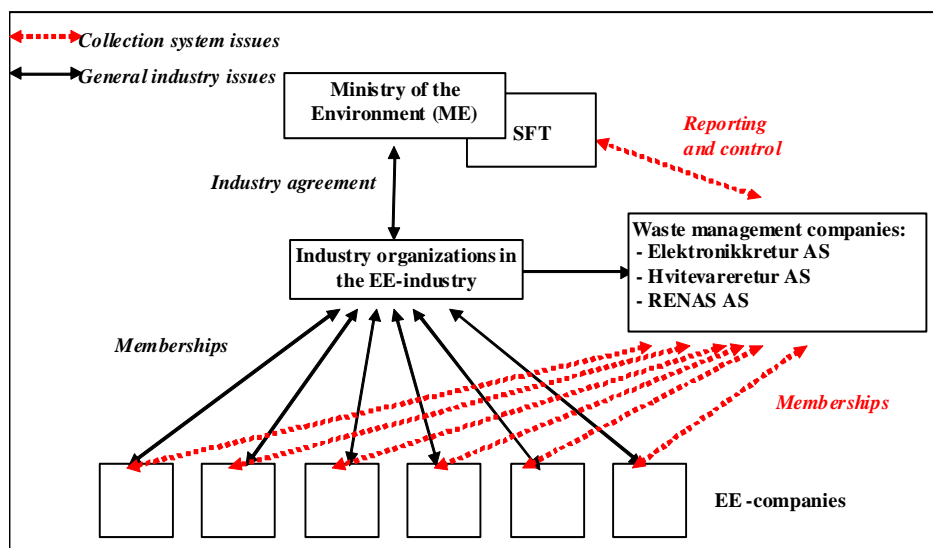 Collection system issues
General industry issues
Ministry of the
Environment (ME)
SFT
Reporting
and control
Industry agreement
Waste management companies:
- Elektronikkretur AS
- Hvitevareretur AS
- RENAS AS
Industry organizations in
the EE-industry
Memberships
Memberships
EE -companies